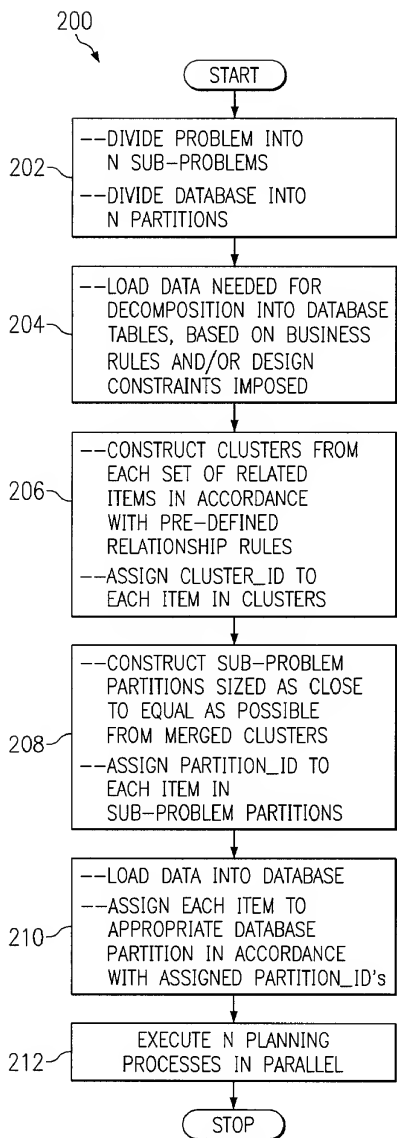 200
START
--DIVIDE PROBLEM INTO
N SUB-PROBLEMS
--DIVIDE DATABASE INTO
N PARTITIONS
202
--LOAD DATA NEEDED FOR
DECOMPOSITION INTO DATABASE
TABLES, BASED ON BUSINESS
RULES AND/OR DESIGN
CONSTRAINTS IMPOSED
204
--CONSTRUCT CLUSTERS FROM
EACH SET OF RELATED
ITEMS IN ACCORDANCE
WITH PRE-DEFINED
RELATIONSHIP RULES
--ASSIGN CLUSTER_ID TO
EACH ITEM IN CLUSTERS
206
--CONSTRUCT SUB-PROBLEM
PARTITIONS SIZED AS CLOSE
TO EQUAL AS POSSIBLE
FROM MERGED CLUSTERS
--ASSIGN PARTITION_ID TO
EACH ITEM IN
SUB-PROBLEM PARTITIONS
208
--LOAD DATA INTO DATABASE
--ASSIGN EACH ITEM TO
APPROPRIATE DATABASE
PARTITION IN ACCORDANCE
WITH ASSIGNED PARTITION_ID's
210
EXECUTE N PLANNING
PROCESSES IN PARALLEL
212
STOP